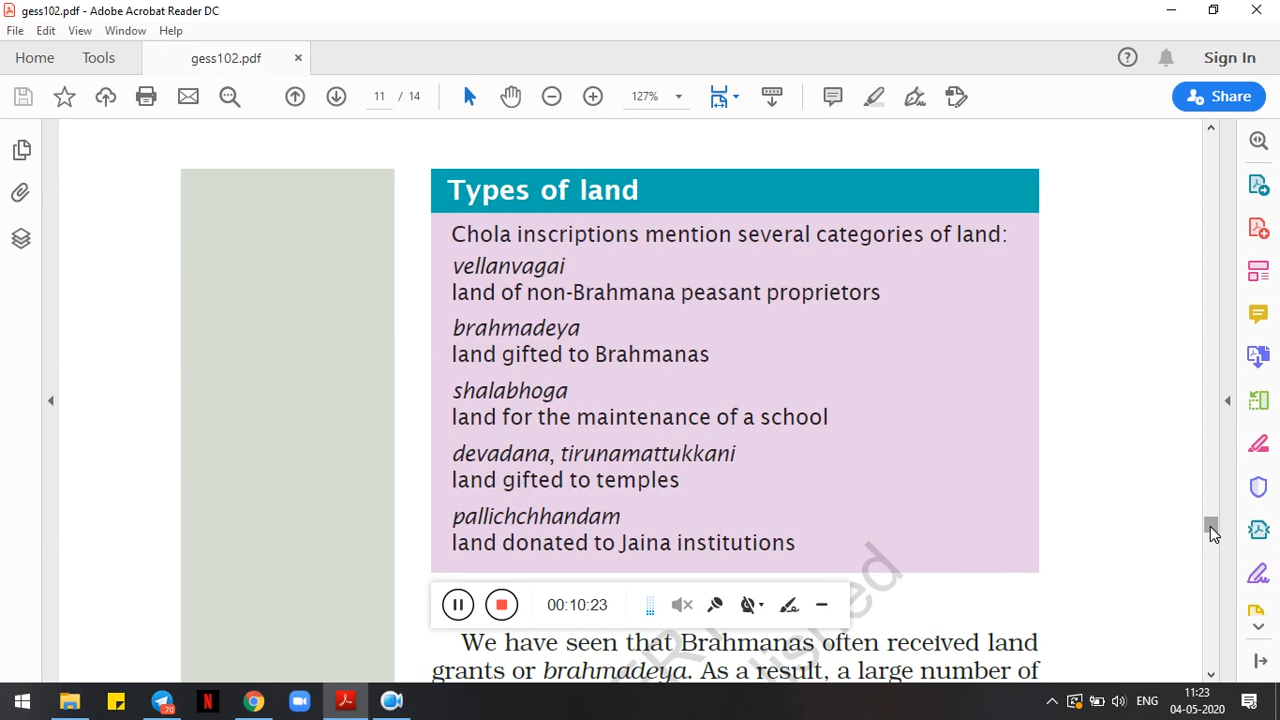 gess102.pdf - Adobe Acrobat Reader DC
File Edit View Window Help
Home Tools gess102.pdf × Sign In
11 / 14 127% Share
Types of land
Chola inscriptions mention several categories of land:
vellanvagai
land of non-Brahmana peasant proprietors
brahmadeya
land gifted to Brahmanas
shalabhoga
land for the maintenance of a school
devadana, tirunamattukkani
land gifted to temples
pallichchhandam
land donated to Jaina institutions
00:10:23
We have seen that Brahmanas often received land
grants or brahmadeya. As a result, a large number of
70 ENG 11:23
04-05-2020